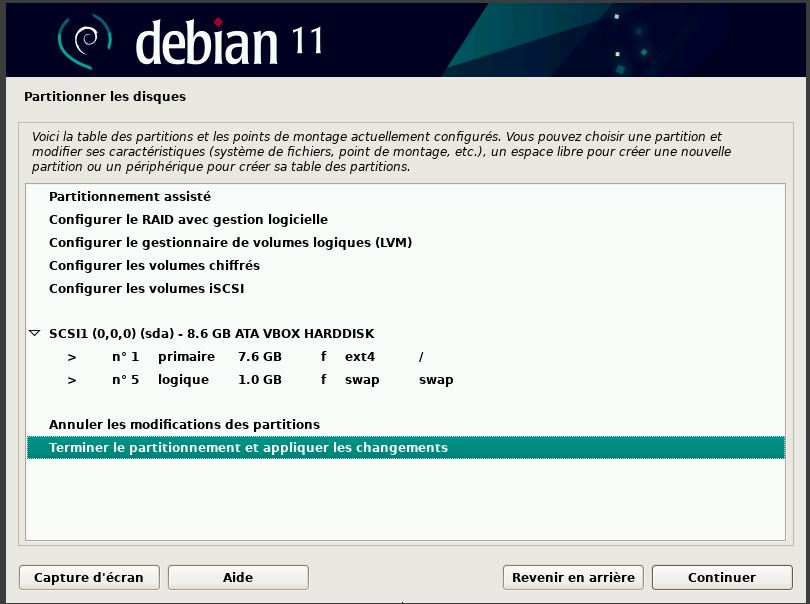 debian 11
Partitionner les disques
Voici la table des partitions et les points de montage actuellement configurés. Vous pouvez choisir une partition et
modifier ses caractéristiques (système de fichiers, point de montage, etc.), un espace libre pour créer une nouvelle
partition ou un périphérique pour créer sa table des partitions.
Partitionnement assisté
Configurer le RAID avec gestion logicielle
Configurer le gestionnaire de volumes logiques (LVM)
Configurer les volumes chiffrés
Configurer les volumes iSCSI
SCSI1 (0,0,0) (sda) - 8.6 GB ATA VBOX HARDDISK
> n° 1 primaire 7.6 GB f ext4 /
> n° 5 logique 1.0 GB f swap swap
Annuler les modifications des partitions
Terminer le partitionnement et appliquer les changements
Capture d'écran Aide Revenir en arrière Continuer